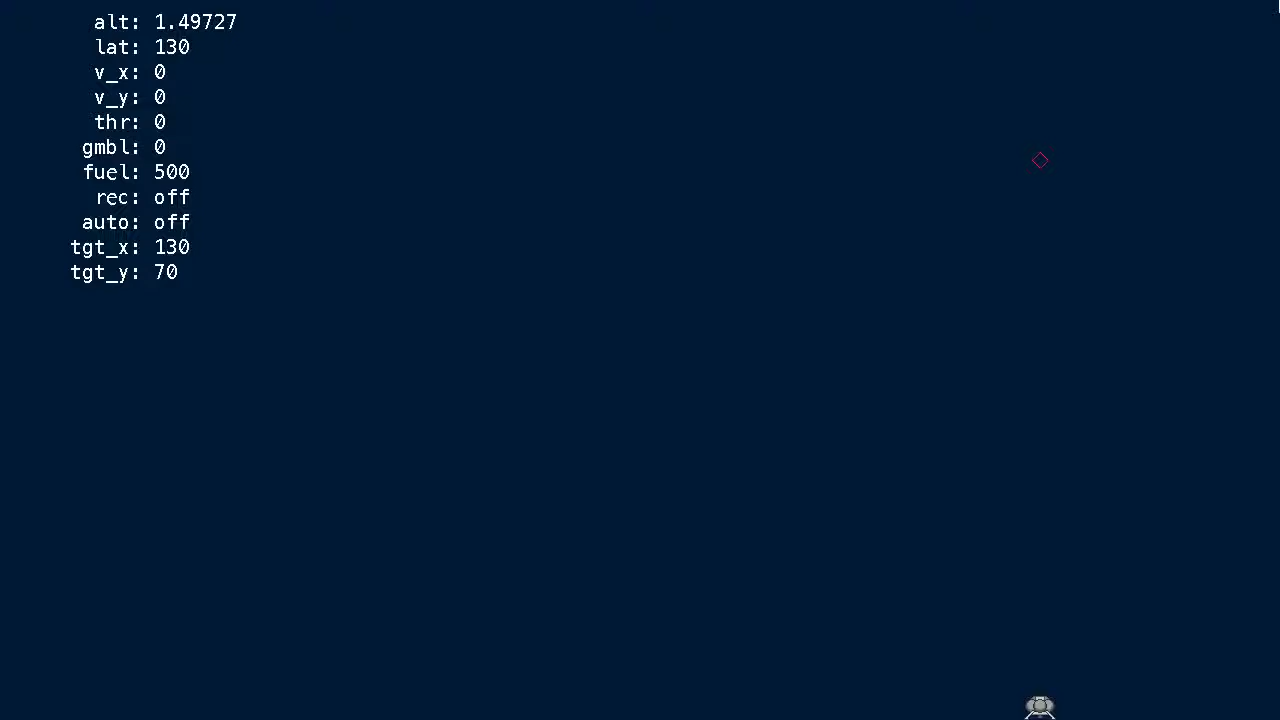 alt: 1.49727
lat: 130
v_x: 0
v_y: 0
thr: 0
gmbl: 0
fuel: 500
rec: off
auto: off
tgt_x: 130
tgt_y: 70